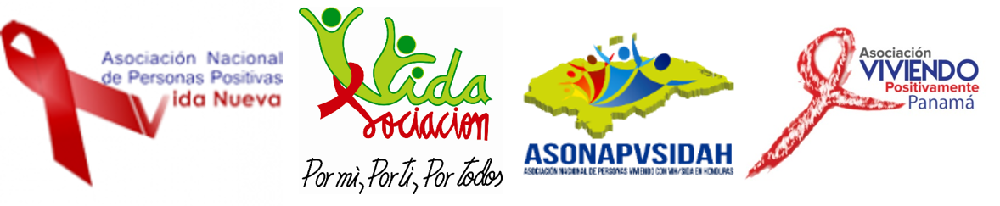 Asociación Nacional
de Personas Positivas
Vida Nueva
Vida
Asociacion
Por mi, Por ti, Por todos
ASONAPVSIDAH
ASOCIACIÓN NACIONAL DE PERSONAS VIVIENDO CON VIH/SIDA EN HONDURAS
Asociación
VIVIENDO
Positivamente
Panamá